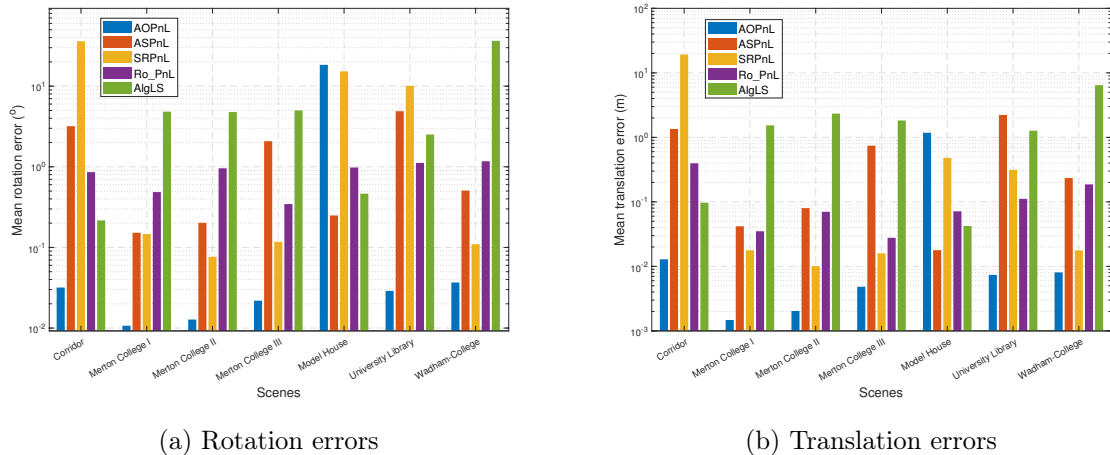 AOPnL
ASPnL
SRPnL
Ro_PnL
AlgLS
10^1
10^0
10^-1
10^-2
Mean rotation error (°)
Corridor
Merton College I
Merton College II
Merton College III
Model House
University Library
Wadham-College
Scenes
(a) Rotation errors
AOPnL
ASPnL
SRPnL
Ro_PnL
AlgLS
10^2
10^1
10^0
10^-1
10^-2
10^-3
Mean translation error (m)
Corridor
Merton College I
Merton College II
Merton College III
Model House
University Library
Wadham-College
Scenes
(b) Translation errors